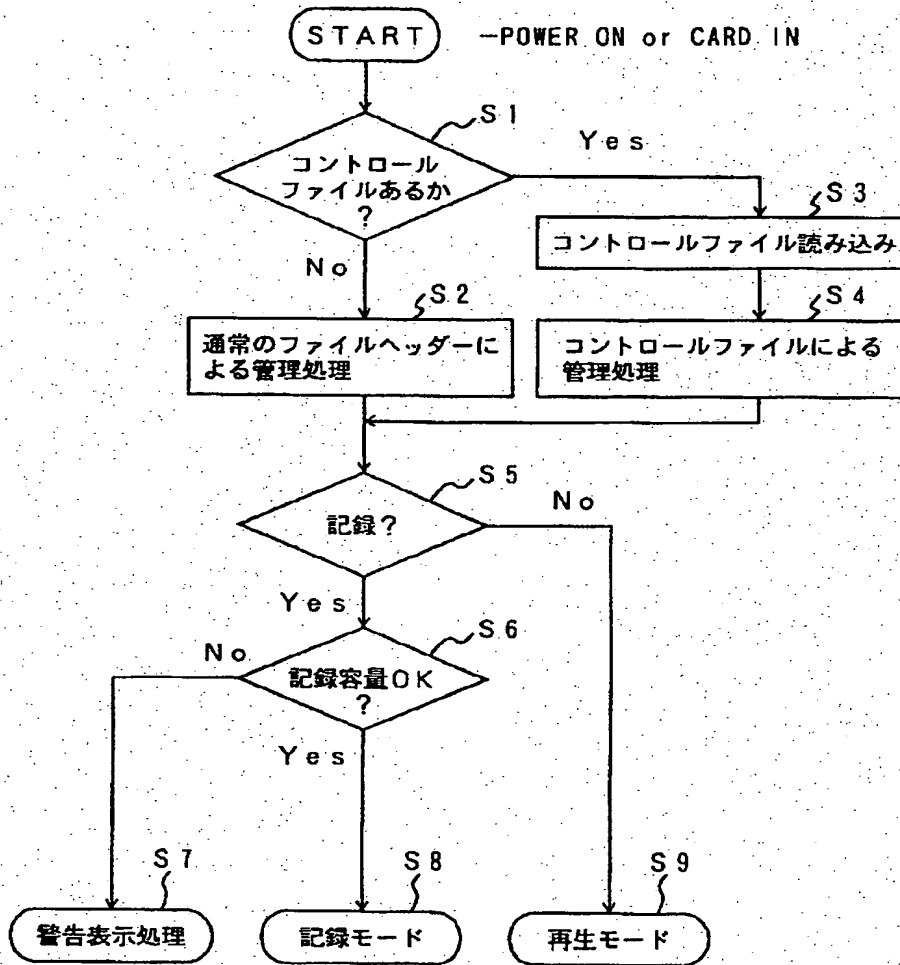 START
—POWER ON or CARD IN
S1
コントロール
ファイルあるか
?
Yes
No
S3
コントロールファイル読み込み
S2
通常のファイルヘッダーに
よる管理処理
S4
コントロールファイルによる
管理処理
S5
記録?
No
Yes
S6
記録容量OK
?
No
Yes
S7
警告表示処理
S8
記録モード
S9
再生モード